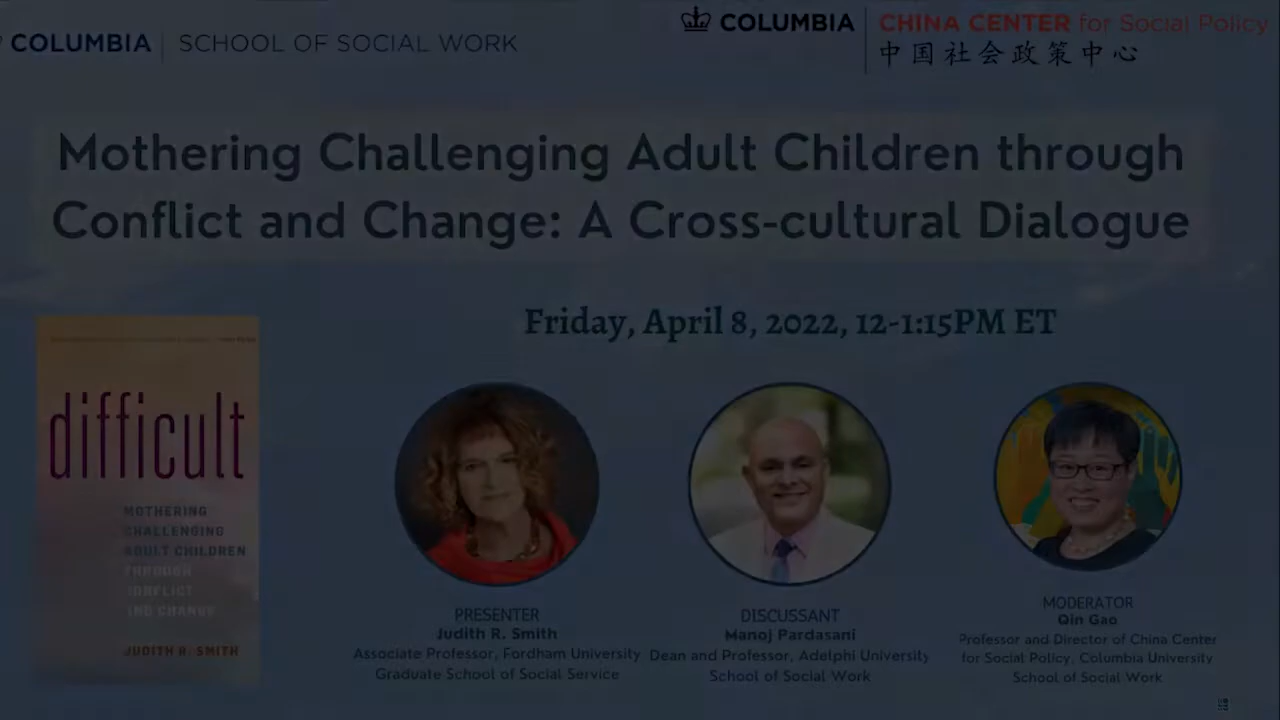 COLUMBIA SCHOOL OF SOCIAL WORK
COLUMBIA CHINA CENTER for Social Policy
中国社会政策中心
Mothering Challenging Adult Children through
Conflict and Change: A Cross-cultural Dialogue
Friday, April 8, 2022, 12-1:15PM ET
difficult
MOTHERING
CHALLENGING
ADULT CHILDREN
THROUGH
CONFLICT
AND CHANGE
JUDITH R. SMITH
PRESENTER
Judith R. Smith
Associate Professor, Fordham University
Graduate School of Social Service
DISCUSSANT
Manoj Pardasani
Dean and Professor, Adelphi University
School of Social Work
MODERATOR
Qin Gao
Professor and Director of China Center
for Social Policy, Columbia University
School of Social Work